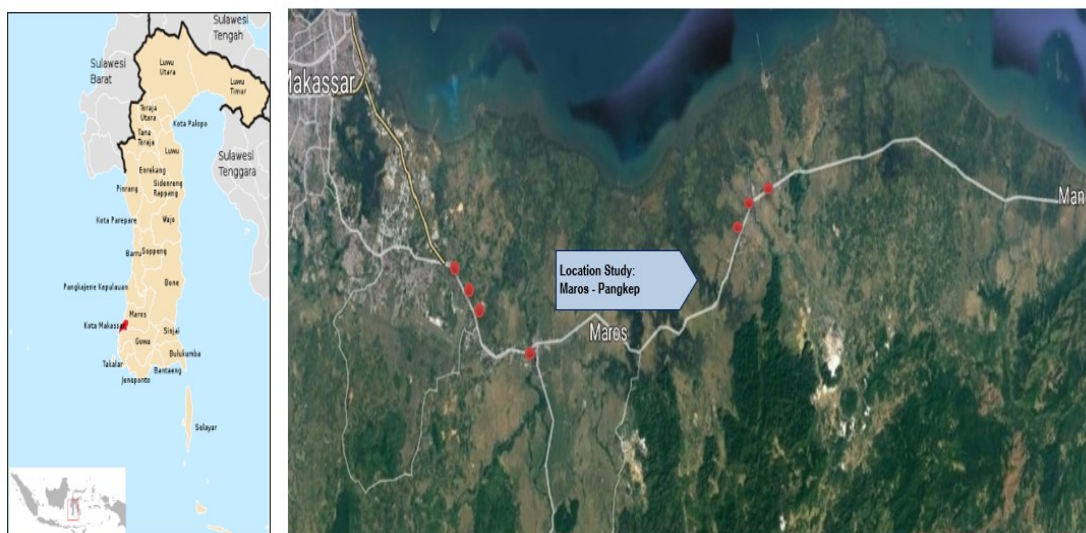 Sulawesi
Tengah
Sulawesi
Barat
Luwu
Utara
Luwu
Timur
Toraja
Utara
Kota Palopo
Tana
Toraja
Luwu
Sulawesi
Tenggara
Enrekang
Pinrang
Sidenreng
Rappang
Kota Parepare
Wajo
Barru
Soppeng
Pangkajene Kepulauan
Bone
Maros
Kota Makassar
Sinjai
Gowa
Takalar
Bulukumba
Bantaeng
Jeneponto
Selayar
Makassar
Location Study:
Maros - Pangkep
Maros
Man